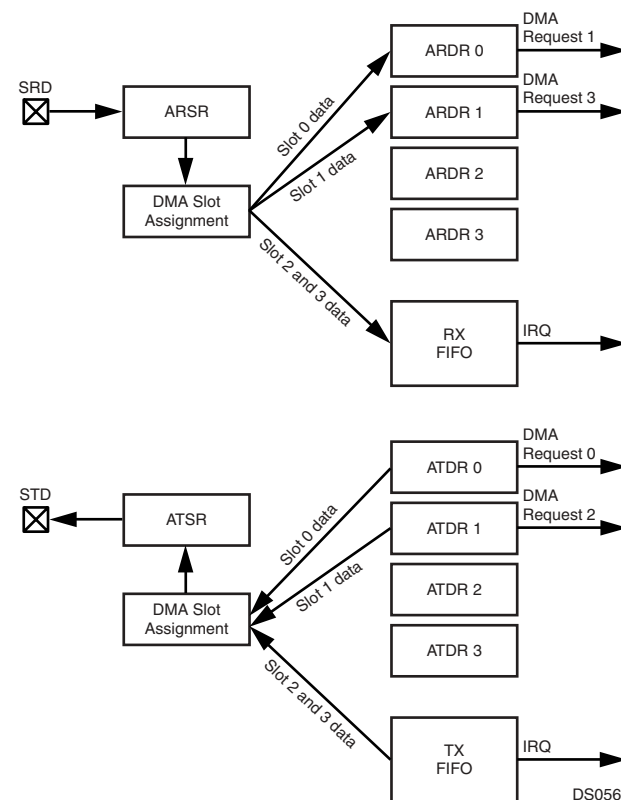 DMA
Request 1
ARDR 0
SRD
ARSR
DMA
Request 3
ARDR 1
Slot 0 data
Slot 1 data
DMA Slot
Assignment
ARDR 2
ARDR 3
Slot 2 and 3 data
RX
FIFO
IRQ
DMA
Request 0
ATDR 0
STD
ATSR
DMA
Request 2
ATDR 1
Slot 0 data
Slot 1 data
DMA Slot
Assignment
ATDR 2
ATDR 3
Slot 2 and 3 data
TX
FIFO
IRQ
DS056